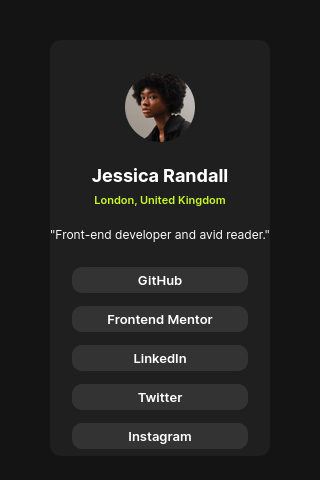 Jessica Randall
London, United Kingdom
"Front-end developer and avid reader."
GitHub
Frontend Mentor
LinkedIn
Twitter
Instagram